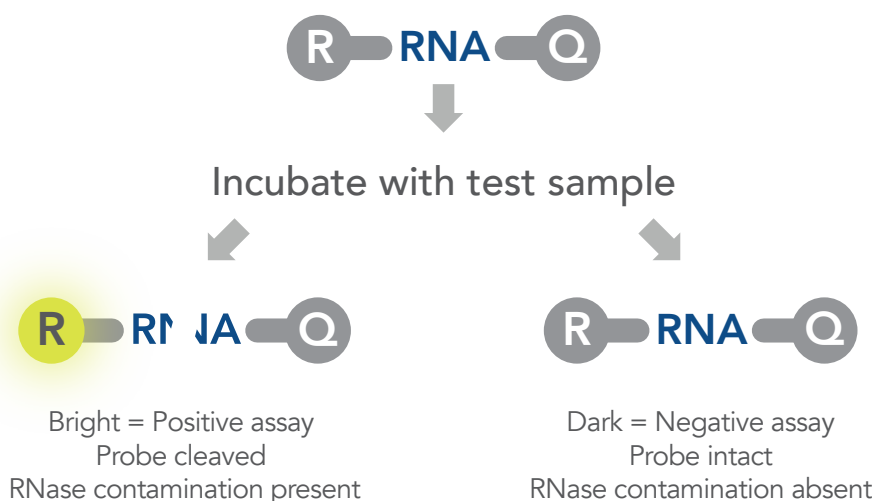 R RNA Q
Incubate with test sample
R RNA Q
Bright = Positive assay
Probe cleaved
RNase contamination present
R RNA Q
Dark = Negative assay
Probe intact
RNase contamination absent